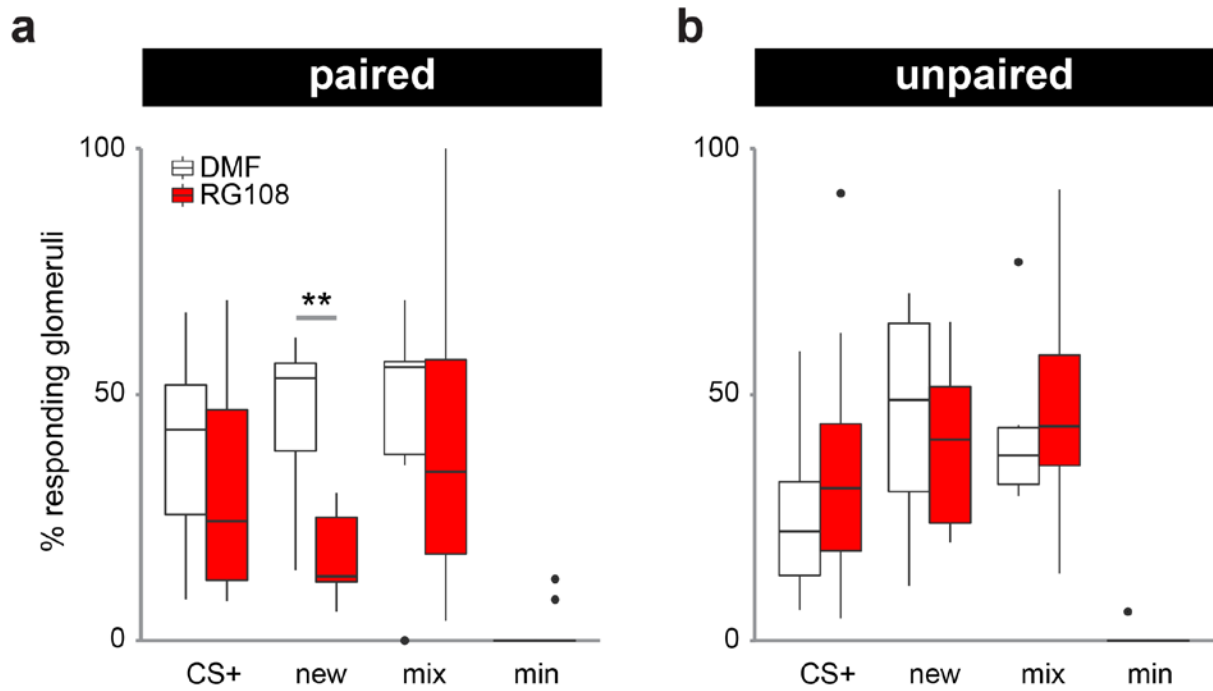 a
paired
% responding glomeruli
100
50
0
DMF
RG108
**
CS+ new mix min
b
unpaired
100
50
0
CS+ new mix min